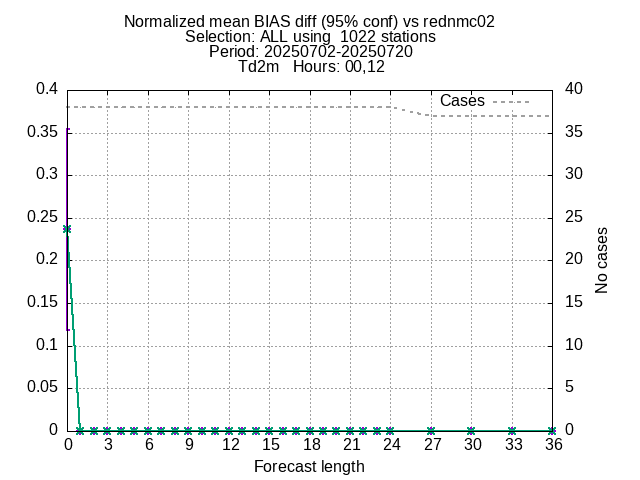 Normalized mean BIAS diff (95% conf) vs rednmc02
Selection: ALL using  1022 stations
Period: 20250702-20250720
Td2m   Hours: 00,12
0.4
0.35
0.3
0.25
0.2
0.15
0.1
0.05
0
Cases
40
35
30
25
20
15
10
5
0
No cases
0 3 6 9 12 15 18 21 24 27 30 33 36
Forecast length